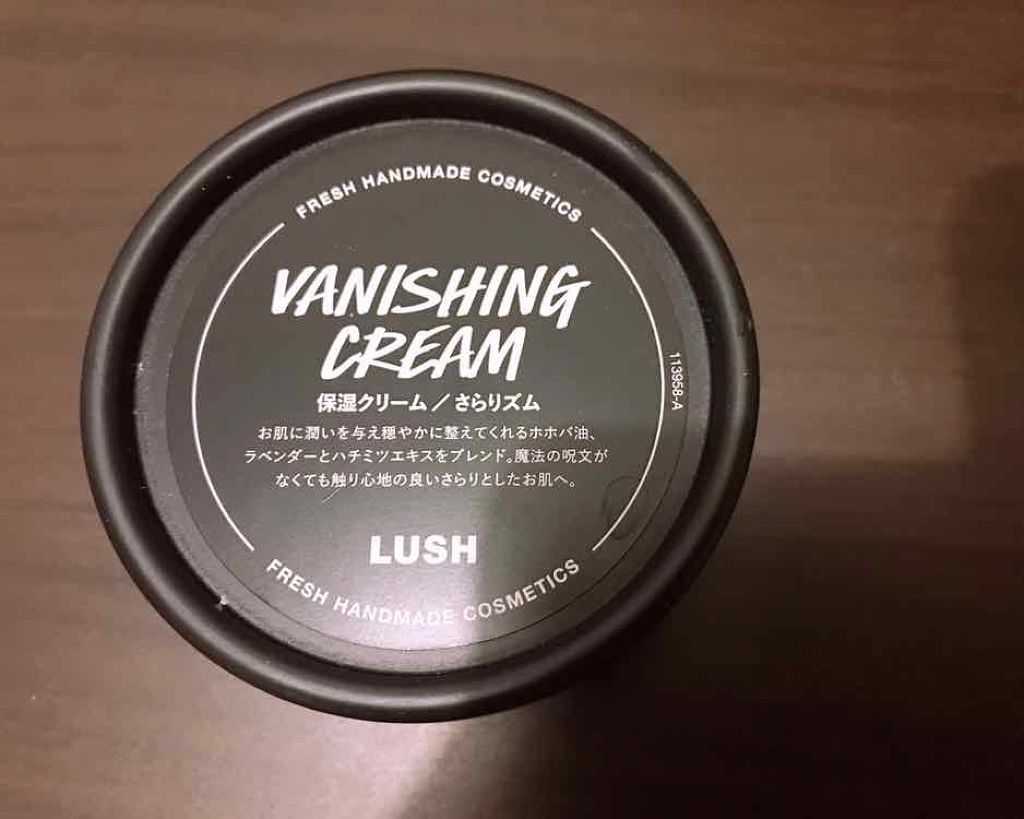 FRESH HANDMADE COSMETICS
VANISHING
CREAM
保湿クリーム／さらりズム
お肌に潤いを与え穏やかに整えてくれるホホバ油、
ラベンダーとハチミツエキスをブレンド。魔法の呪文が
なくても触り心地の良いさらりとしたお肌へ。
113958-A
LUSH
FRESH HANDMADE COSMETICS